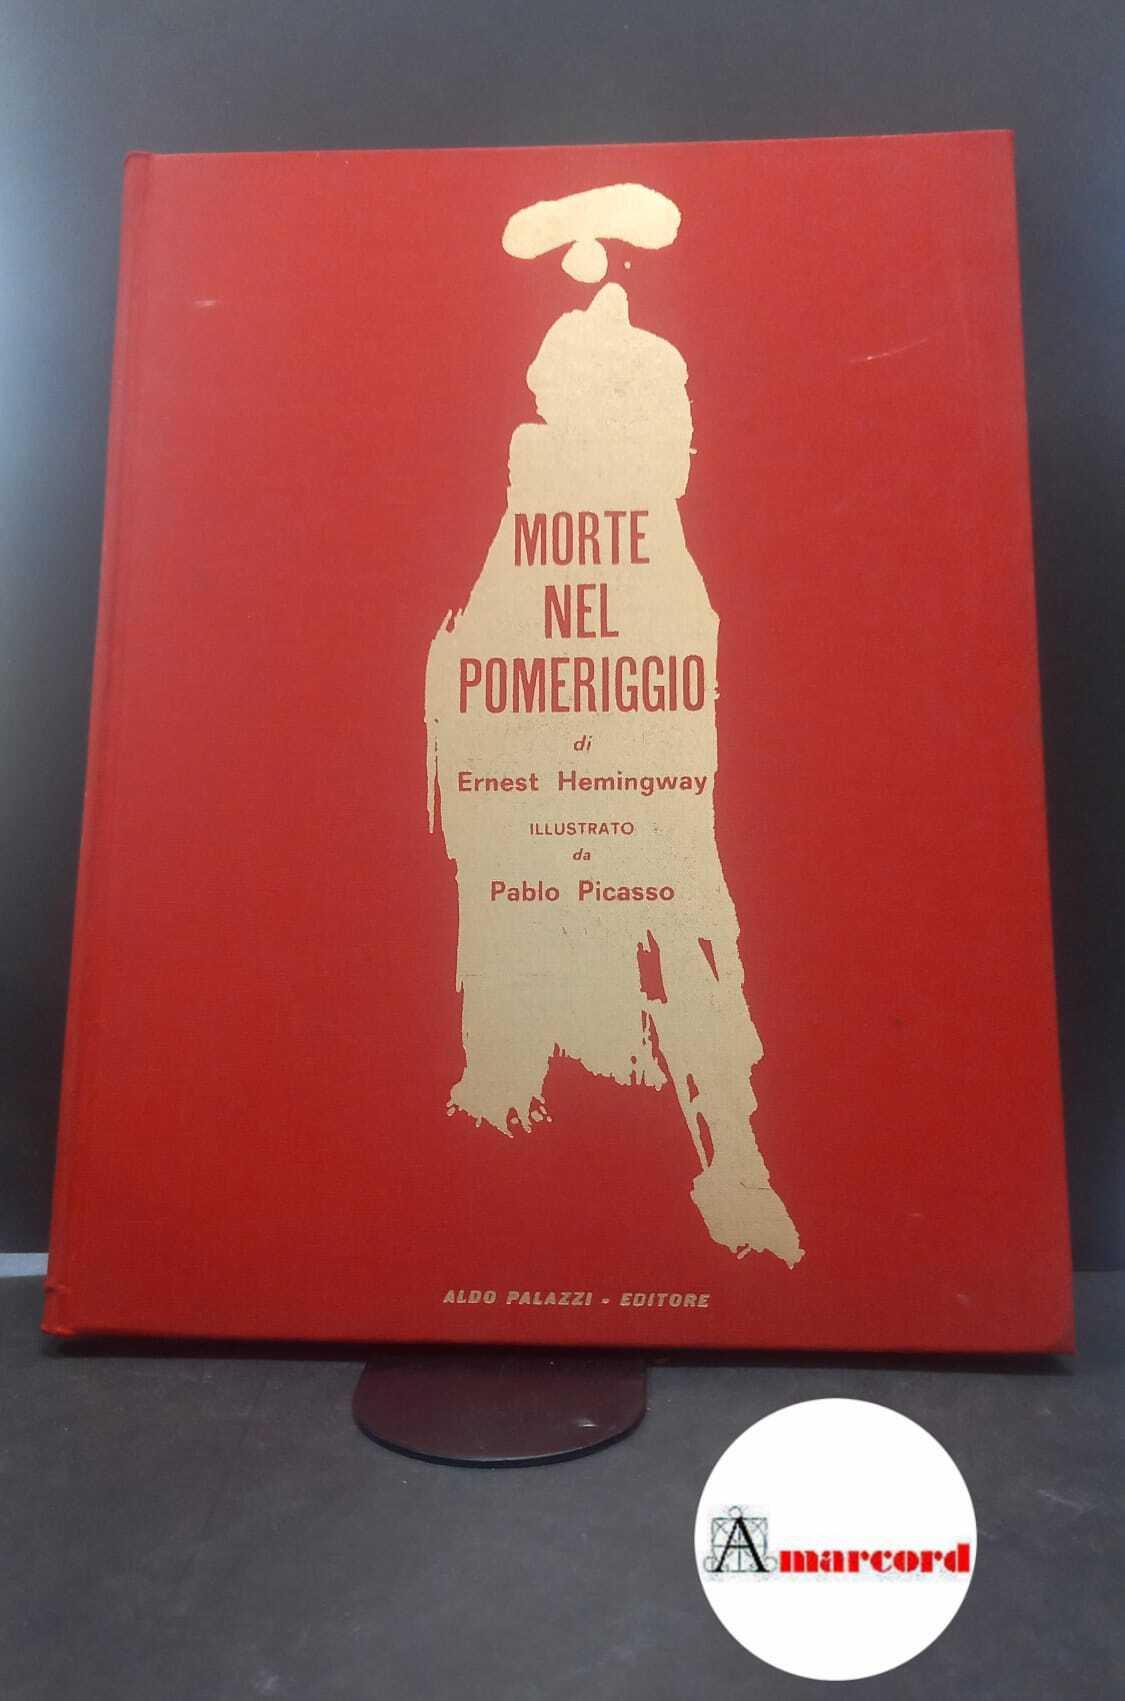 MORTE
NEL
POMERIGGIO
di
Ernest Hemingway
ILLUSTRATO
da
Pablo Picasso
ALDO PALAZZI - EDITORE
Amarcord